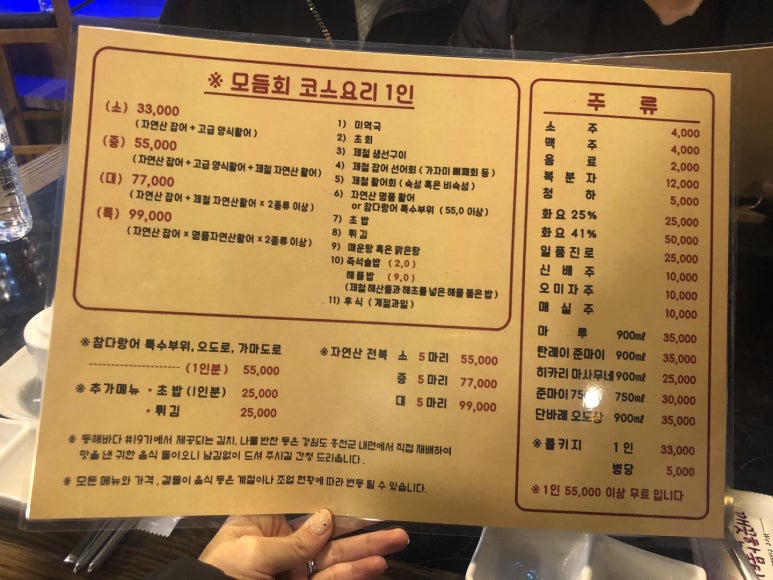 ※ 모듬회 코스요리 1인
(소) 33,000
(자연산 잡어 + 고급 양식활어)
(중) 55,000
(자연산 잡어 + 고급 양식활어 + 제철 자연산 활어)
(대) 77,000
(자연산 잡어 + 제철 자연산활어 × 2종류 이상)
(특) 99,000
(자연산 잡어 × 명품자연산활어 × 2종류 이상)
1) 미역국
2) 초회
3) 제철 생선구이
4) 제철 잡어 선어회 (가자미 뼈째회 등)
5) 제철 활어회 (숙성 혹은 비숙성)
6) 자연산 명품 활어
or 참다랑어 특수부위 (55,0 이상)
7) 초밥
8) 튀김
9) 매운탕 혹은 맑은탕
10) 즉석솥밥 (2,0)
해물밥 (9,0)
(제철 해산물과 해초를 넣은 해물 품은 밥)
11) 후식 (계절과일)
※ 참다랑어 특수부위, 오도로, 가마도로
(1인분) 55,000
※ 추가메뉴 • 초밥 (1인분) 25,000
• 튀김 25,000
※ 자연산 전복 소 5마리 55,000
중 5마리 77,000
대 5마리 99,000
※ 동해바다 #197에서 제공되는 김치, 나물 반찬 등은 강원도 홍천군 내면에서 직접 재배하여
맛을 낸 귀한 음식 들이오니 남김없이 드셔 주시길 간청 드리옵니다.
※ 모든 메뉴와 가격, 곁들이 음식 등은 계절이나 조업 현황에 따라 변동 될 수 있습니다.
주 류
소 주 4,000
맥 주 4,000
음 료 2,000
복 분 자 12,000
청 하 5,000
화요 25% 25,000
화요 41% 50,000
일품진로 25,000
신 배 주 10,000
오미자주 10,000
매 실 주 10,000
마 루 900㎖ 35,000
탄레이 준마이 900㎖ 35,000
히카리 마사무네 900㎖ 25,000
준마이 750㎖ 30,000
단바레 900㎖ 35,000
※ 콜키지 1인 33,000
병당 5,000
※ 1인 55,000 이상 무료 입니다